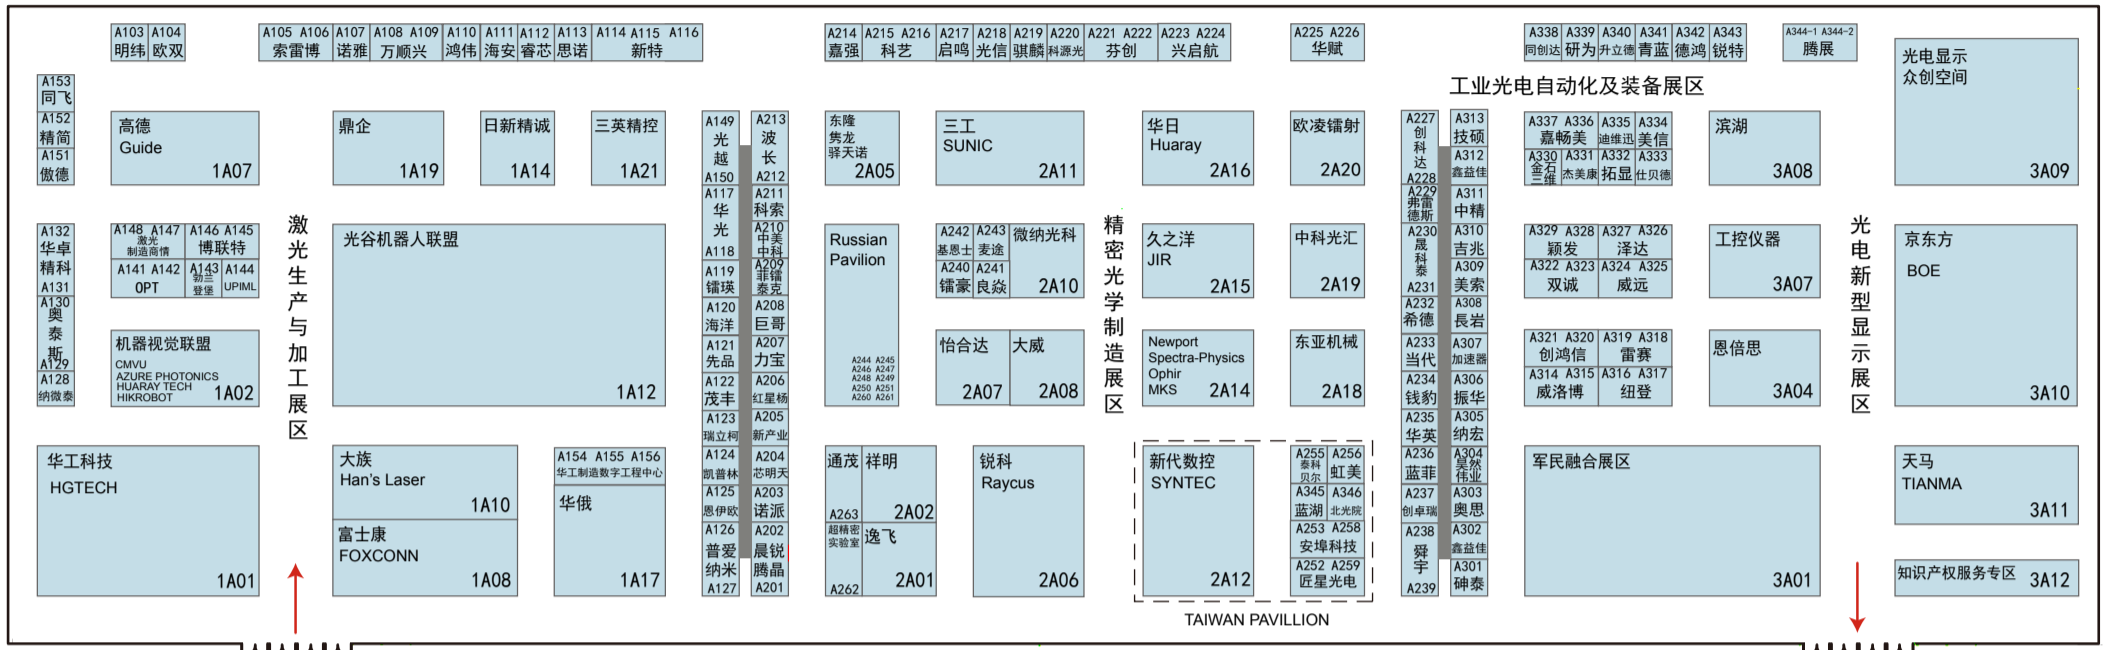 A103 A104
明纬 欧双
A105 A106 A107 A108 A109 A110 A111 A112 A113 A114 A115 A116
索雷博 诺雅 万顺兴 鸿伟 海安 睿芯 思诺 新特
A214 A215 A216 A217 A218 A219 A220 A221 A222 A223 A224
嘉强 科艺 启鸣 光信 骐麟 科源光 芬创 兴启航
A225 A226
华赋
A338 A339 A340 A341 A342 A343
同创达 研为 升立德 青蓝 德鸿 锐特
A344-1 A344-2
腾展
工业光电自动化及装备展区
光电显示
众创空间
3A09
A153
同飞
A152
精简
A151
傲德
高德
Guide
1A07
鼎企
1A19
日新精诚
1A14
三英精控
1A21
A149
光越
A150
A117
华光
A118
A119
镭瑛
A120
海洋
A121
先品
A122
茂丰
A123
瑞立柯
A124
凯普林
A125
恩伊欧
A126
普爱
纳米
A127
A213
波长
A212
A211
科索
A210
中美
中科
A209
菲镭
泰克
A208
巨哥
A207
力宝
A206
红星杨
A205
新产业
A204
芯明天
A203
诺派
A202
晨锐
腾晶
A201
东隆
隽龙
驿天诺
2A05
三工
SUNIC
2A11
华日
Huaray
2A16
欧凌镭射
2A20
A227
创科达
A228
A229
弗雷
德斯
A230
晟科泰
A231
A232
希德
A233
当代
A234
钱豹
A235
华英
A236
蓝菲
A237
创卓瑞
A238
舜宇
A239
A313
技硕
A312
鑫益佳
A311
中精
A310
吉兆
A309
美索
A308
長岩
A307
加速器
A306
振华
A305
纳宏
A304
昊然
伟业
A303
奥思
A302
鑫益佳
A301
砷泰
A337 A336 A335 A334
嘉畅美 迪维迅 美信
A330 A331 A332 A333
金石
三维 杰美康 拓显 仕贝德
滨湖
3A08
A132
华卓
精科
A131
A130
奥泰斯
A129
A128
纳微泰
A148 A147 A146 A145
激光
制造商情 博联特
A141 A142 A143 A144
OPT 勃兰
登堡 UPIML
激光生产与加工展区
光谷机器人联盟
1A12
Russian
Pavilion
A244 A245
A246 A247
A248 A249
A250 A251
A260 A261
A242 A243
基恩士 麦途
A240 A241
镭豪 良焱
微纳光科
2A10
精密光学制造展区
久之洋
JIR
2A15
中科光汇
2A19
A329 A328 A327 A326
颖发 泽达
A322 A323 A324 A325
双诚 威远
工控仪器
3A07
光电新型显示展区
京东方
BOE
3A10
机器视觉联盟
CMVU
AZURE PHOTONICS
HUARAY TECH
HIKROBOT
1A02
怡合达
2A07
大威
2A08
Newport
Spectra-Physics
Ophir
MKS
2A14
东亚机械
2A18
A321 A320 A319 A318
创鸿信 雷赛
A314 A315 A316 A317
威洛博 纽登
恩倍思
3A04
华工科技
HGTECH
1A01
大族
Han's Laser
1A10
富士康
FOXCONN
1A08
A154 A155 A156
华工制造数字工程中心
华俄
1A17
通茂
A263
祥明
2A02
超精密
实验室
A262
逸飞
2A01
锐科
Raycus
2A06
新代数控
SYNTEC
2A12
A255 A256
泰科
贝尔 虹美
A345 A346
蓝湖 北光院
A253 A258
安埠科技
A252 A259
匠星光电
TAIWAN PAVILLION
军民融合展区
3A01
天马
TIANMA
3A11
知识产权服务专区 3A12